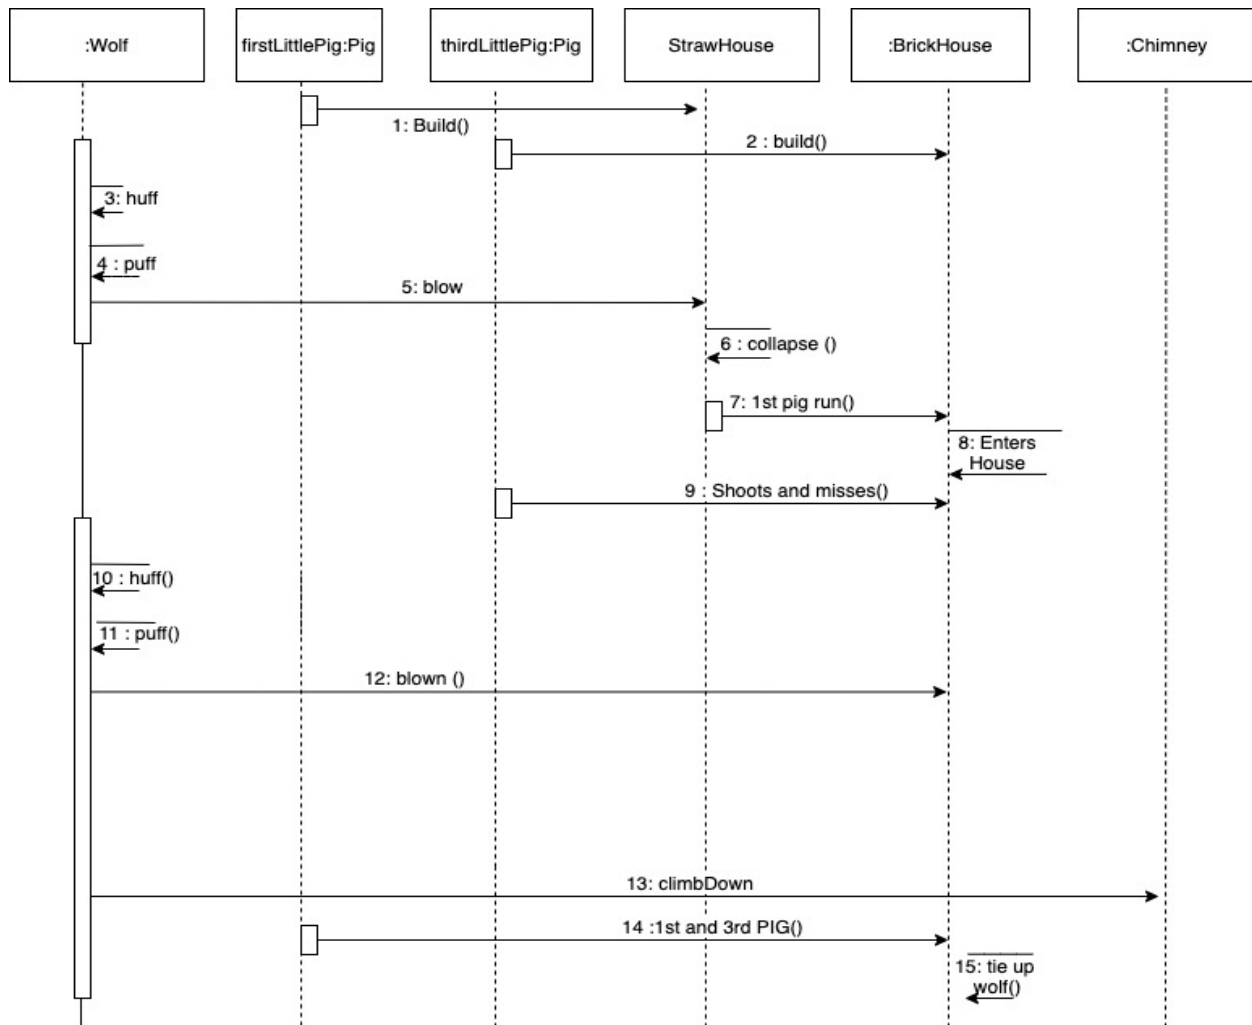 :Wolf
firstLittlePig:Pig
thirdLittlePig:Pig
StrawHouse
:BrickHouse
:Chimney
1: Build()
2 : build()
3: huff
4 : puff
5: blow
6 : collapse ()
7: 1st pig run()
8: Enters
House
9 : Shoots and misses()
10 : huff()
11 : puff()
12: blown ()
13: climbDown
14 :1st and 3rd PIG()
15: tie up
wolf()